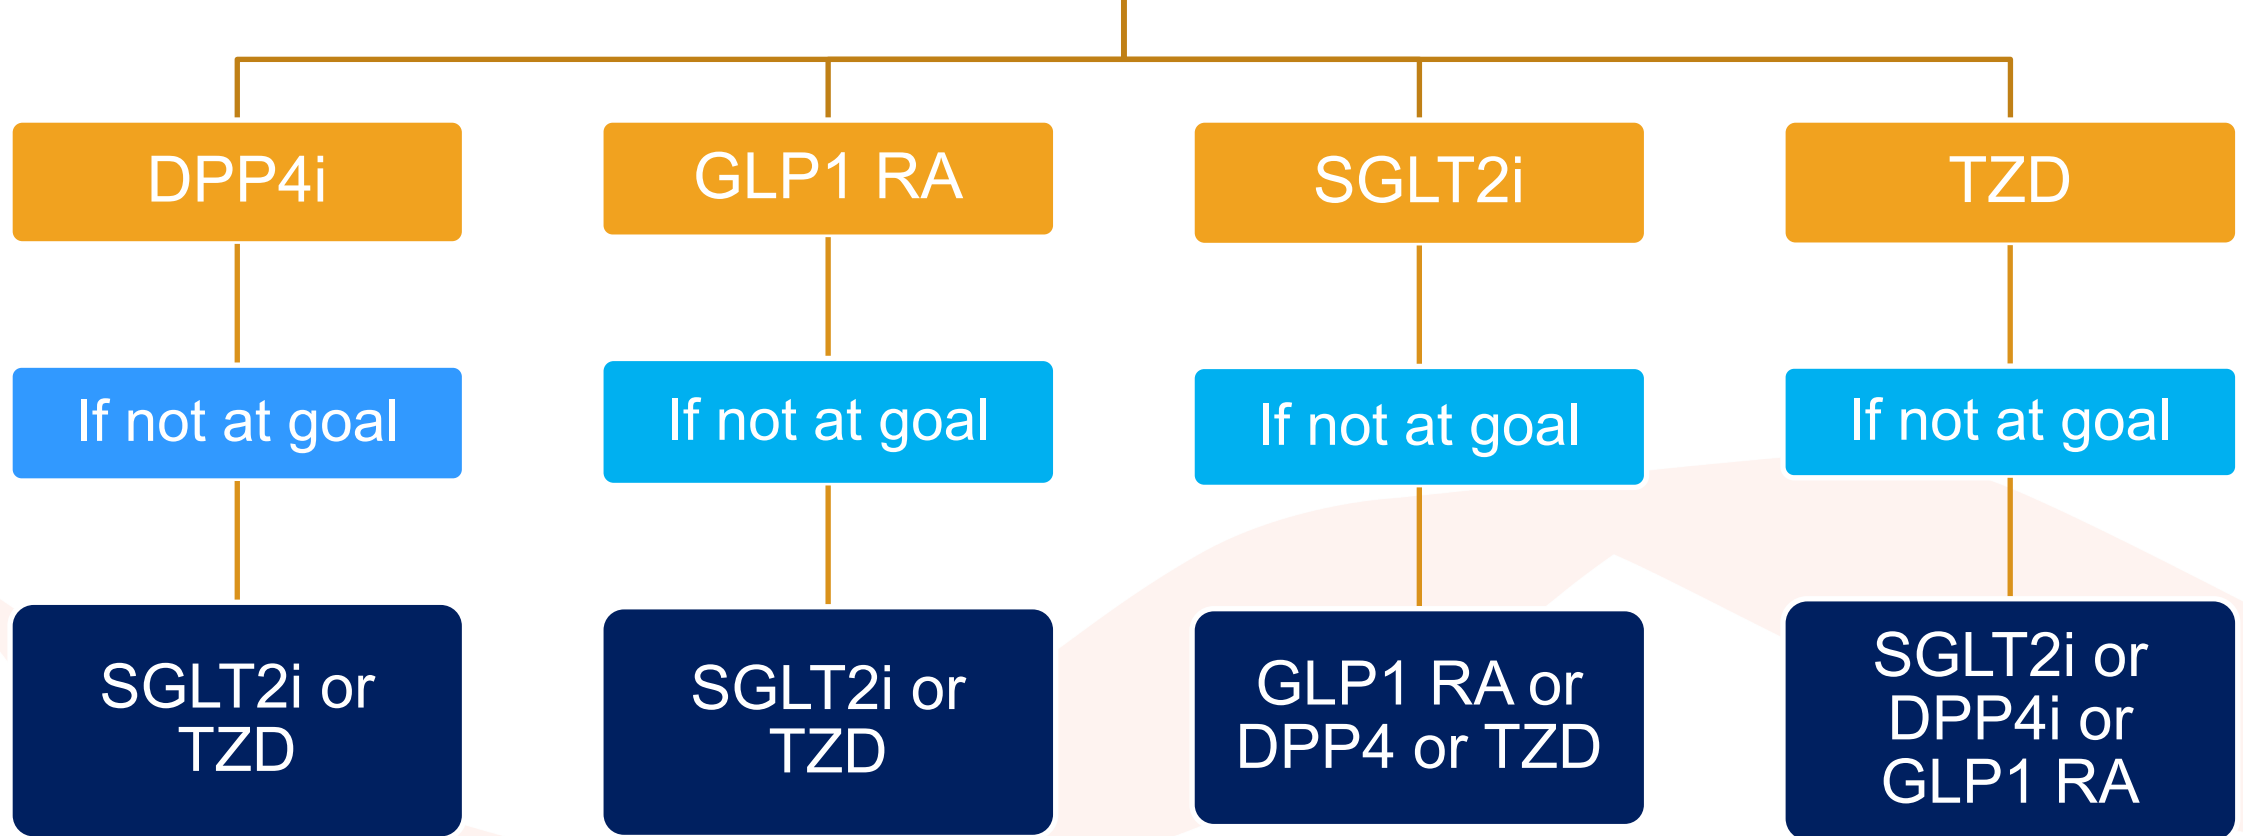 DPP4i
GLP1 RA
SGLT2i
TZD
If not at goal
If not at goal
If not at goal
If not at goal
SGLT2i or
TZD
SGLT2i or
TZD
GLP1 RA or
DPP4 or TZD
SGLT2i or
DPP4i or
GLP1 RA